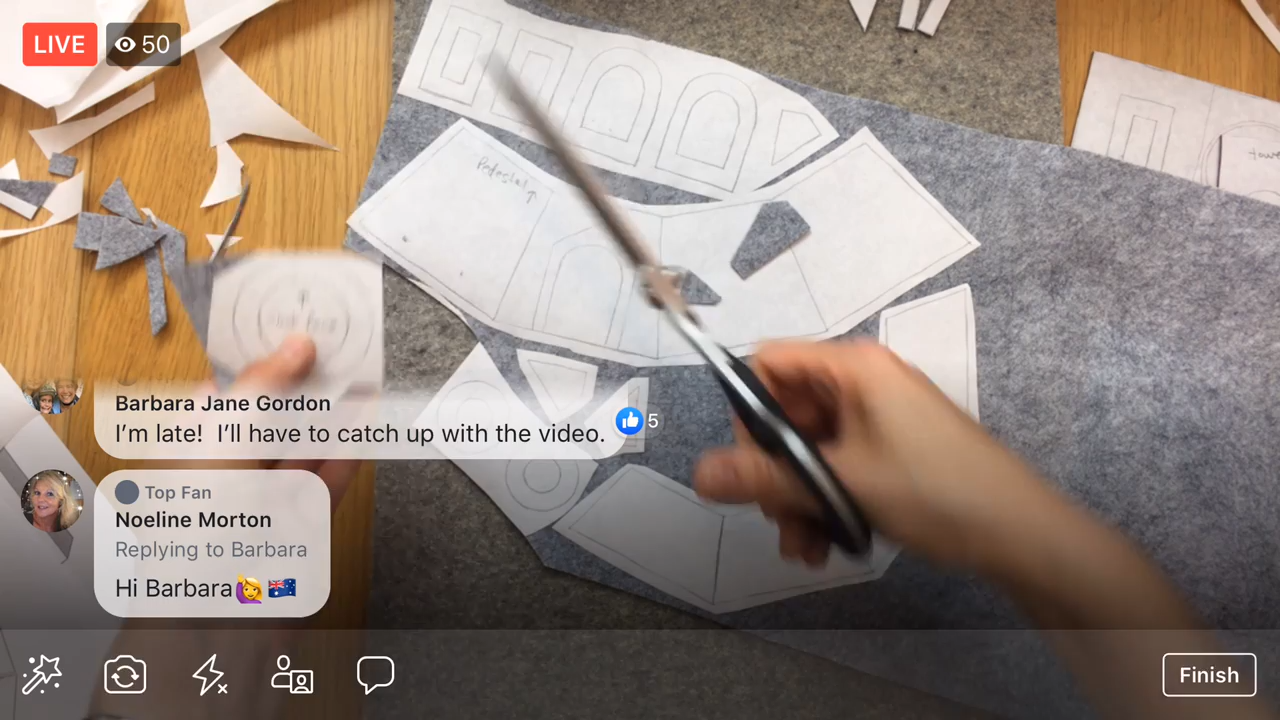 LIVE 50
Pedestal
Barbara Jane Gordon
I'm late! I'll have to catch up with the video.
5
Top Fan
Noeline Morton
Replying to Barbara
Hi Barbara🙋‍♀️🇦🇺
Finish